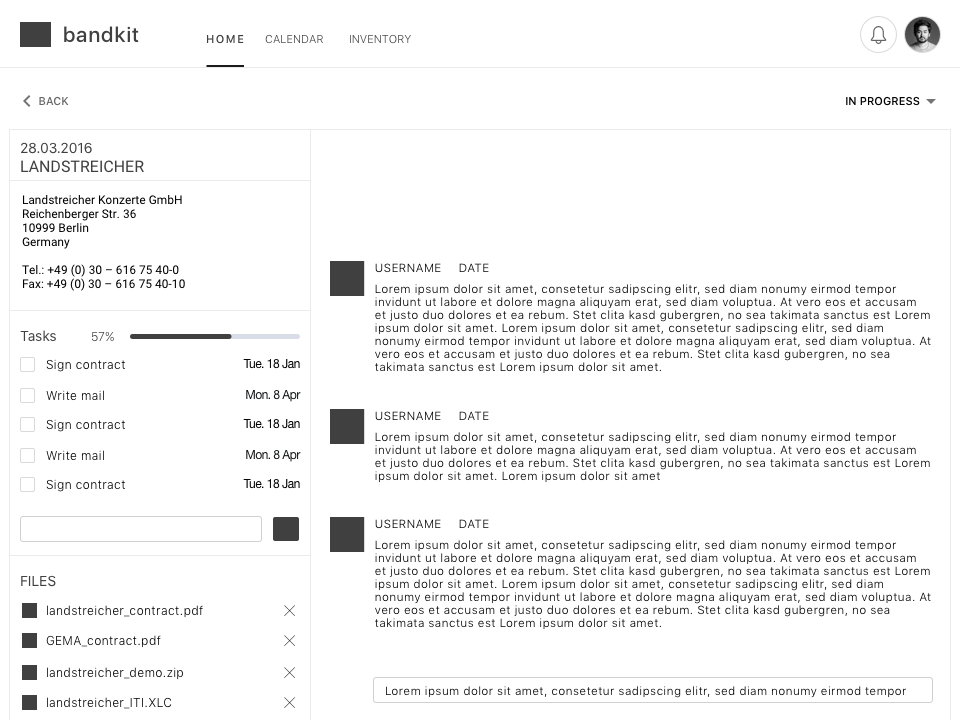 bandkit
HOME CALENDAR INVENTORY
BACK
IN PROGRESS
28.03.2016
LANDSTREICHER
Landstreicher Konzerte GmbH
Reichenberger Str. 36
10999 Berlin
Germany
Tel.: +49 (0) 30 – 616 75 40-0
Fax: +49 (0) 30 – 616 75 40-10
Tasks 57%
Sign contract Tue. 18 Jan
Write mail Mon. 8 Apr
Sign contract Tue. 18 Jan
Write mail Mon. 8 Apr
Sign contract Tue. 18 Jan
FILES
landstreicher_contract.pdf
GEMA_contract.pdf
landstreicher_demo.zip
landstreicher_ITI.XLC
USERNAME DATE
Lorem ipsum dolor sit amet, consetetur sadipscing elitr, sed diam nonumy eirmod tempor
invidunt ut labore et dolore magna aliquyam erat, sed diam voluptua. At vero eos et accusam
et justo duo dolores et ea rebum. Stet clita kasd gubergren, no sea takimata sanctus est Lorem
ipsum dolor sit amet. Lorem ipsum dolor sit amet, consetetur sadipscing elitr, sed diam
nonumy eirmod tempor invidunt ut labore et dolore magna aliquyam erat, sed diam voluptua. At
vero eos et accusam et justo duo dolores et ea rebum. Stet clita kasd gubergren, no sea
takimata sanctus est Lorem ipsum dolor sit amet.
USERNAME DATE
Lorem ipsum dolor sit amet, consetetur sadipscing elitr, sed diam nonumy eirmod tempor
invidunt ut labore et dolore magna aliquyam erat, sed diam voluptua. At vero eos et accusam
et justo duo dolores et ea rebum. Stet clita kasd gubergren, no sea takimata sanctus est Lorem
ipsum dolor sit amet. Lorem ipsum dolor sit amet
USERNAME DATE
Lorem ipsum dolor sit amet, consetetur sadipscing elitr, sed diam nonumy eirmod tempor
invidunt ut labore et dolore magna aliquyam erat, sed diam voluptua. At vero eos et accusam
et justo duo dolores et ea rebum. Stet clita kasd gubergren, no sea takimata sanctus est Lorem
ipsum dolor sit amet. Lorem ipsum dolor sit amet, consetetur sadipscing elitr, sed diam
nonumy eirmod tempor invidunt ut labore et dolore magna aliquyam erat, sed diam voluptua. At
vero eos et accusam et justo duo dolores et ea rebum. Stet clita kasd gubergren, no sea
takimata sanctus est Lorem ipsum dolor sit amet.
Lorem ipsum dolor sit amet, consetetur sadipscing elitr, sed diam nonumy eirmod tempor